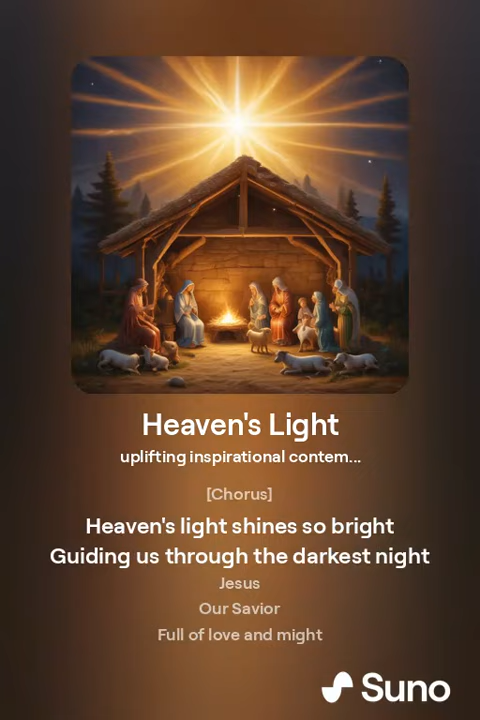 Heaven's Light
uplifting inspirational contem...
[Chorus]
Heaven's light shines so bright
Guiding us through the darkest night
Jesus
Our Savior
Full of love and might
Suno